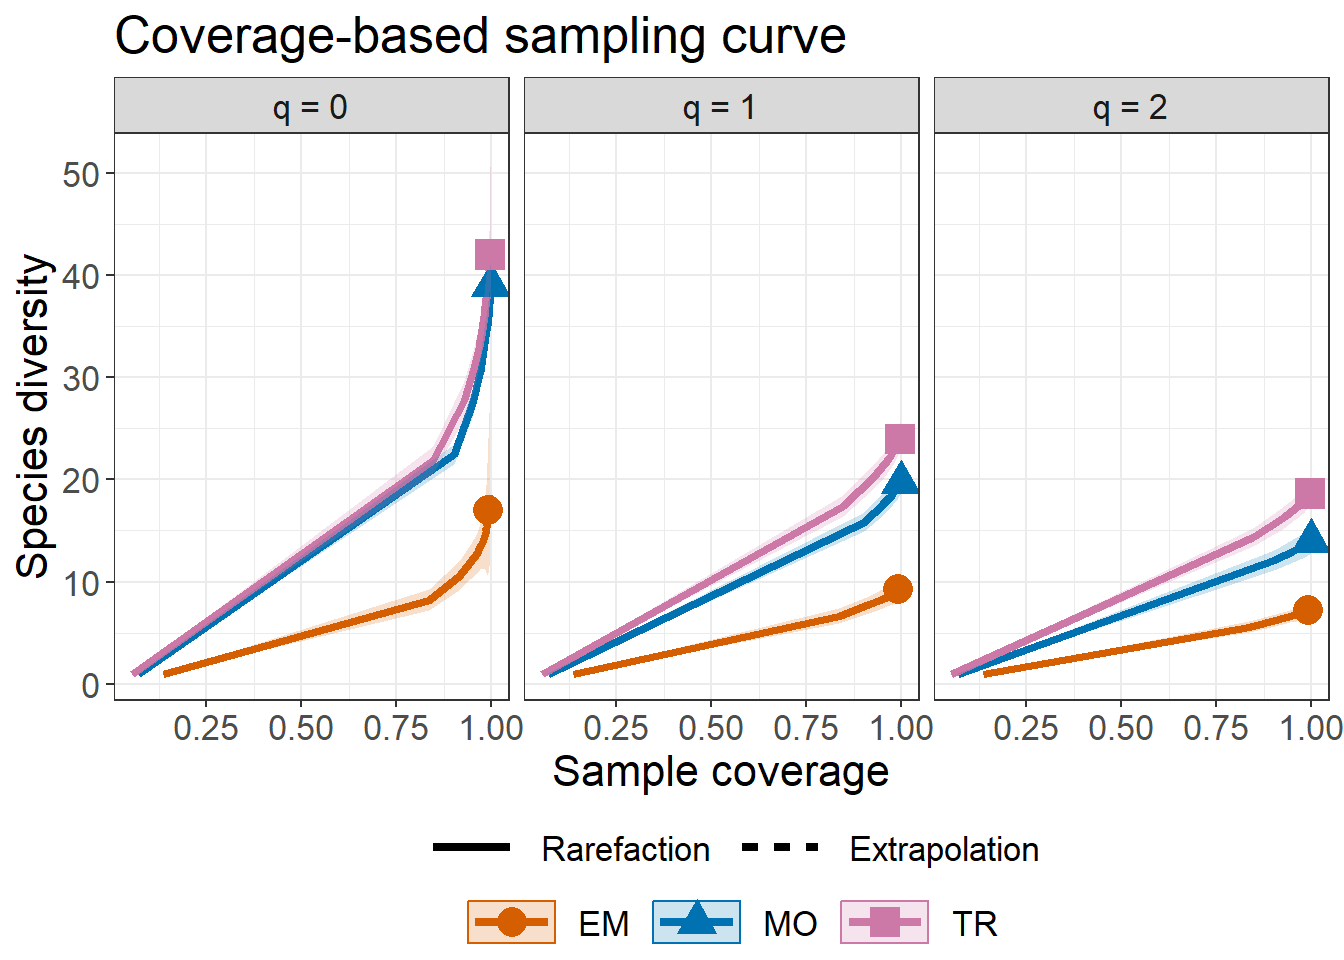 Coverage-based sampling curve
q = 0 q = 1 q = 2
Species diversity
50
40
30
20
10
0
0.25 0.50 0.75 1.00 0.25 0.50 0.75 1.00 0.25 0.50 0.75 1.00
Sample coverage
Rarefaction Extrapolation
EM MO TR